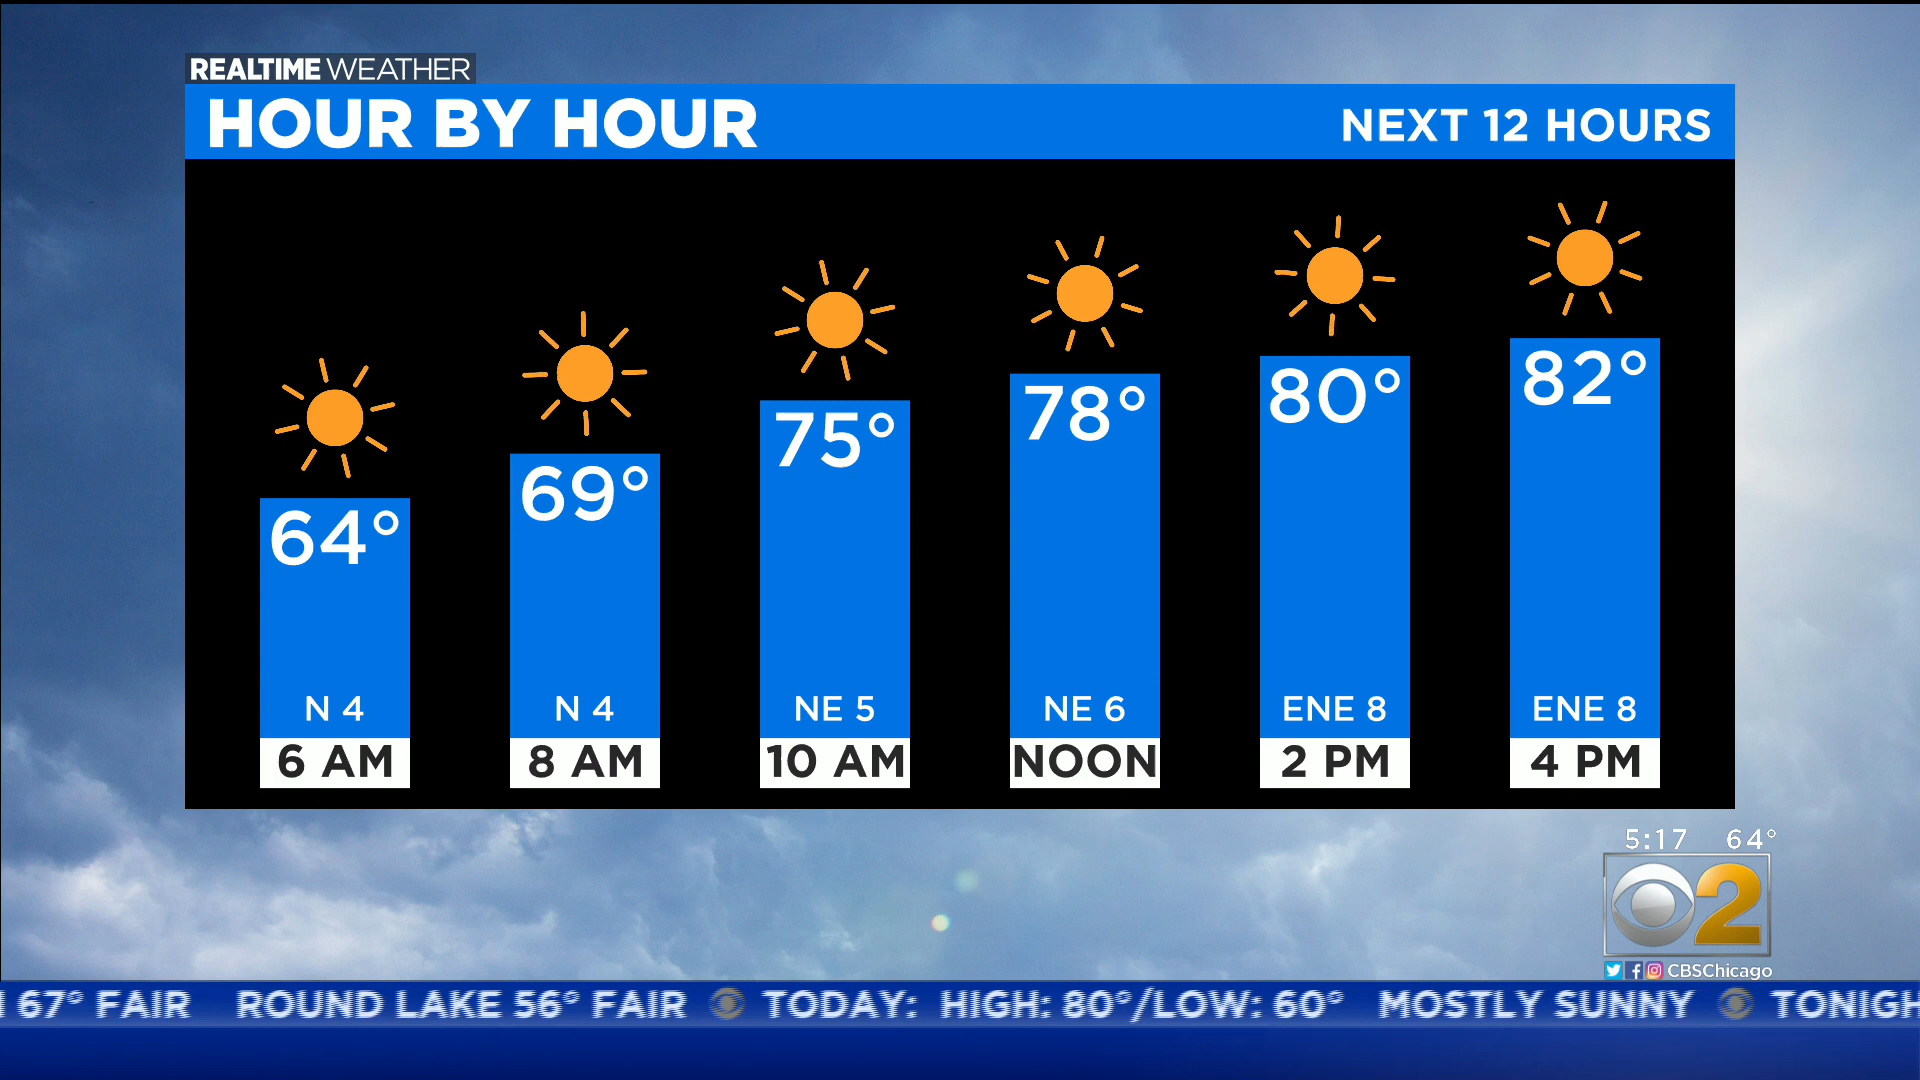 REALTIME WEATHER
HOUR BY HOUR
NEXT 12 HOURS
64°
69°
75°
78°
80°
82°
N 4
N 4
NE 5
NE 6
ENE 8
ENE 8
6 AM
8 AM
10 AM
NOON
2 PM
4 PM
5:17 64°
2
CBSChicago
67° FAIR ROUND LAKE 56° FAIR TODAY: HIGH: 80°/LOW: 60° MOSTLY SUNNY TONIGH